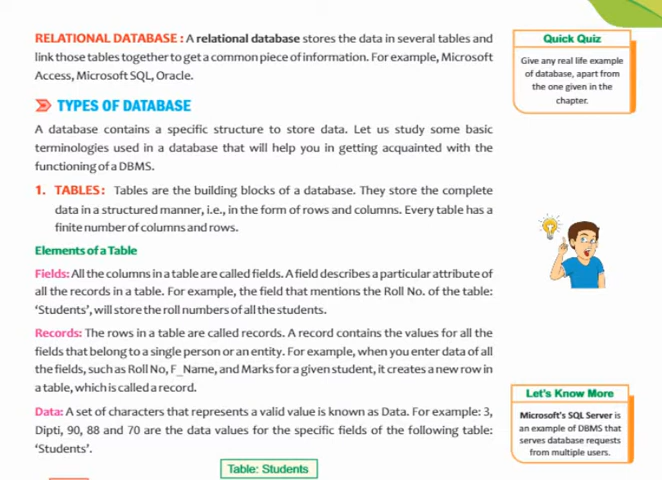 RELATIONAL DATABASE : A relational database stores the data in several tables and
link those tables together to get a common piece of information. For example, Microsoft
Access, Microsoft SQL, Oracle.
TYPES OF DATABASE
A database contains a specific structure to store data. Let us study some basic
terminologies used in a database that will help you in getting acquainted with the
functioning of a DBMS.
1. TABLES: Tables are the building blocks of a database. They store the complete
data in a structured manner, i.e., in the form of rows and columns. Every table has a
finite number of columns and rows.
Elements of a Table
Fields: All the columns in a table are called fields. A field describes a particular attribute of
all the records in a table. For example, the field that mentions the Roll No. of the table:
‘Students’, will store the roll numbers of all the students.
Records: The rows in a table are called records. A record contains the values for all the
fields that belong to a single person or an entity. For example, when you enter data of all
the fields, such as Roll No, F_Name, and Marks for a given student, it creates a new row in
a table, which is called a record.
Data: A set of characters that represents a valid value is known as Data. For example: 3,
Dipti, 90, 88 and 70 are the data values for the specific fields of the following table:
‘Students’.
Table: Students
Quick Quiz
Give any real life example
of database, apart from
the one given in the
chapter.
Let’s Know More
Microsoft’s SQL Server is
an example of DBMS that
serves database requests
from multiple users.